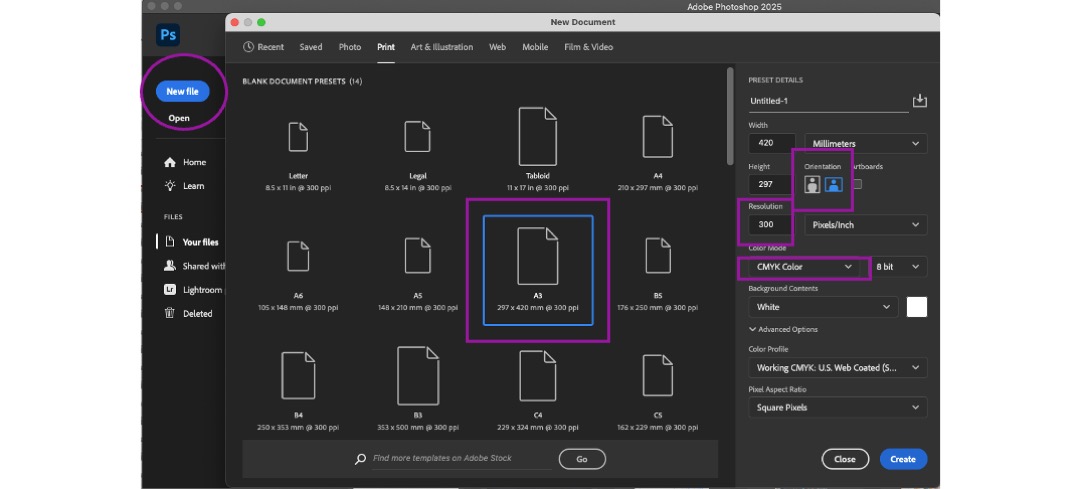 Adobe Photoshop 2025
New Document
Ps
Recent Saved Photo Print Art & Illustration Web Mobile Film & Video
New file
Open
Home
Learn
FILES
Your files
Shared with
Lightroom
Deleted
BLANK DOCUMENT PRESETS (14)
Letter
8.5 x 11 in @ 300 ppi
Legal
8.5 x 14 in @ 300 ppi
Tabloid
11 x 17 in @ 300 ppi
A4
210 x 297 mm @ 300 ppi
A6
105 x 148 mm @ 300 ppi
A5
148 x 210 mm @ 300 ppi
A3
297 x 420 mm @ 300 ppi
B5
176 x 250 mm @ 300 ppi
B4
250 x 353 mm @ 300 ppi
B3
353 x 500 mm @ 300 ppi
C4
229 x 324 mm @ 300 ppi
C5
162 x 229 mm @ 300 ppi
Find more templates on Adobe Stock
Go
PRESET DETAILS
Untitled-1
Width
420 Millimeters
Height Orientation rtboards
297
Resolution
300 Pixels/Inch
Color Mode
CMYK Color 8 bit
Background Contents
White
Advanced Options
Color Profile
Working CMYK: U.S. Web Coated (S...
Pixel Aspect Ratio
Square Pixels
Close Create